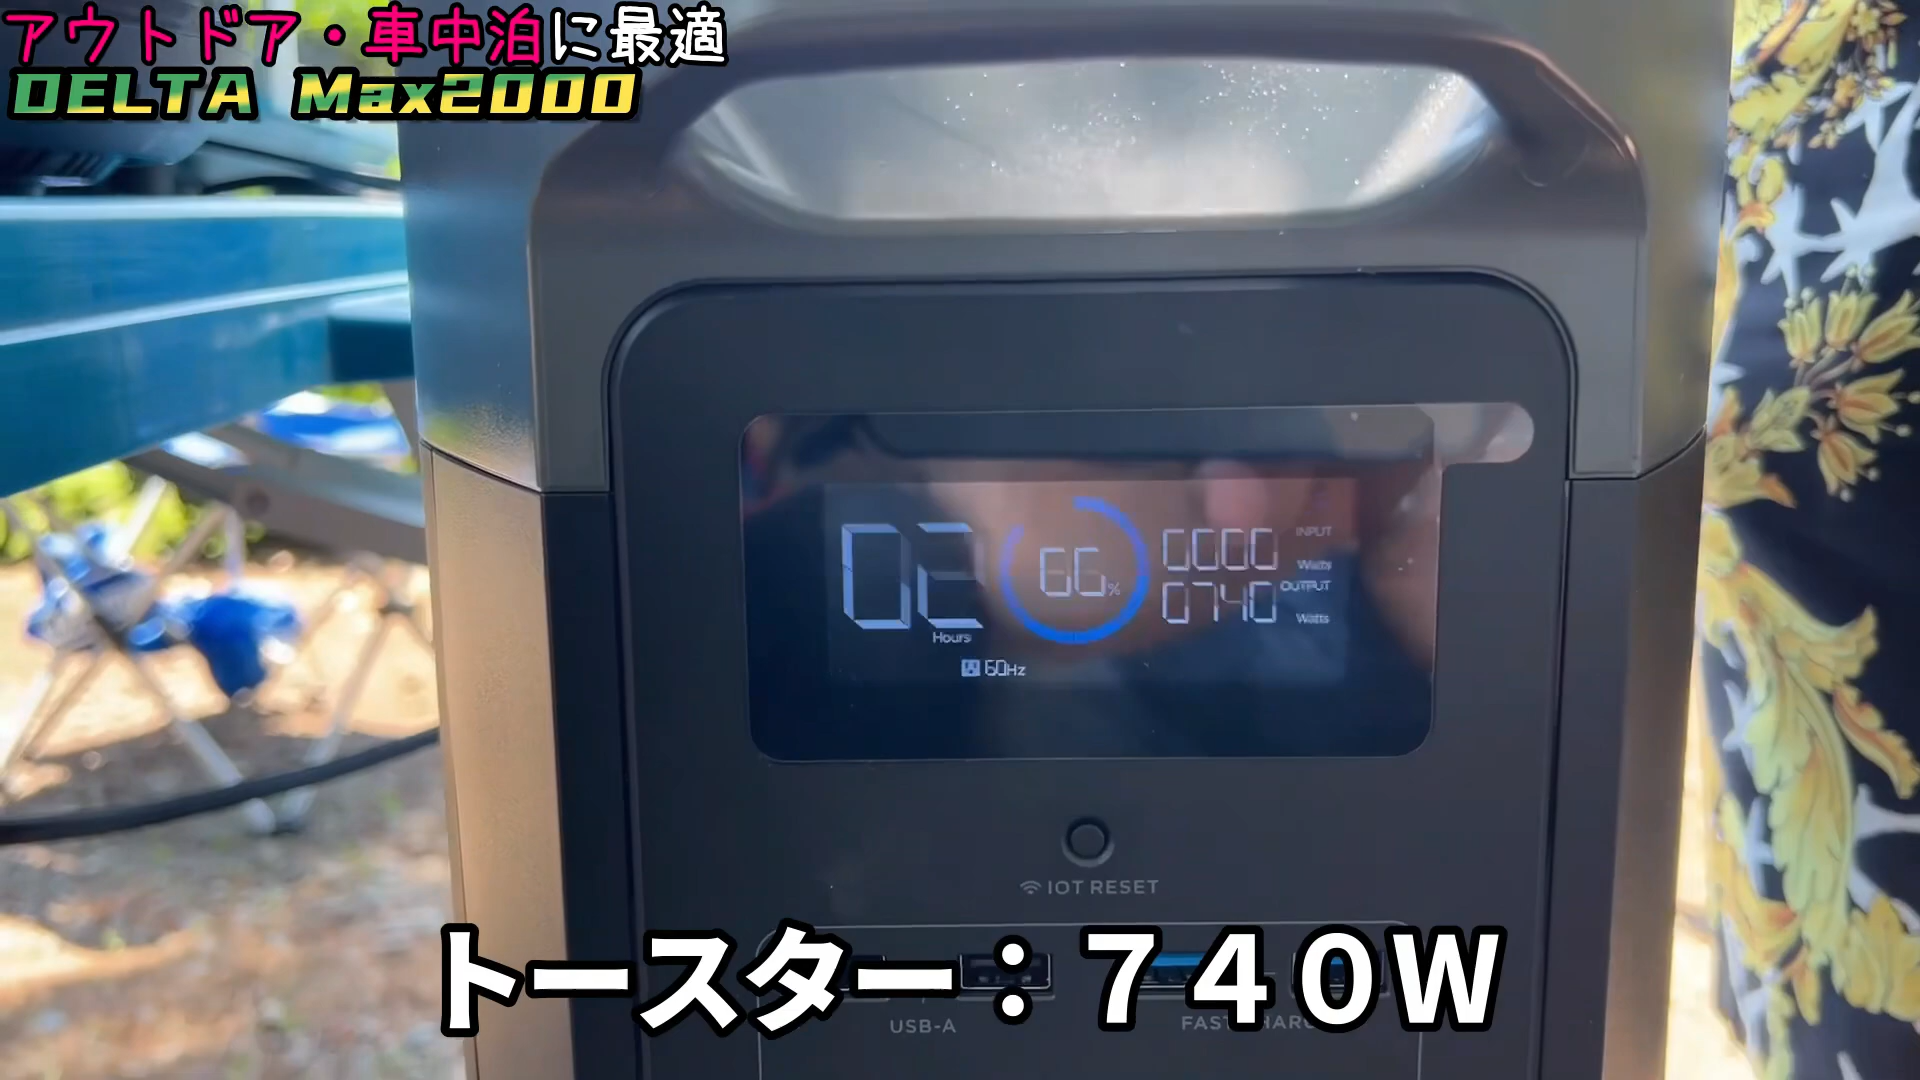 アウトドア・車中泊に最適
DELTA Max2000
02
Hours
66%
0000
INPUT
Watts
0740
OUTPUT
Watts
60Hz
IOT RESET
トースター：７４０W
USB-A